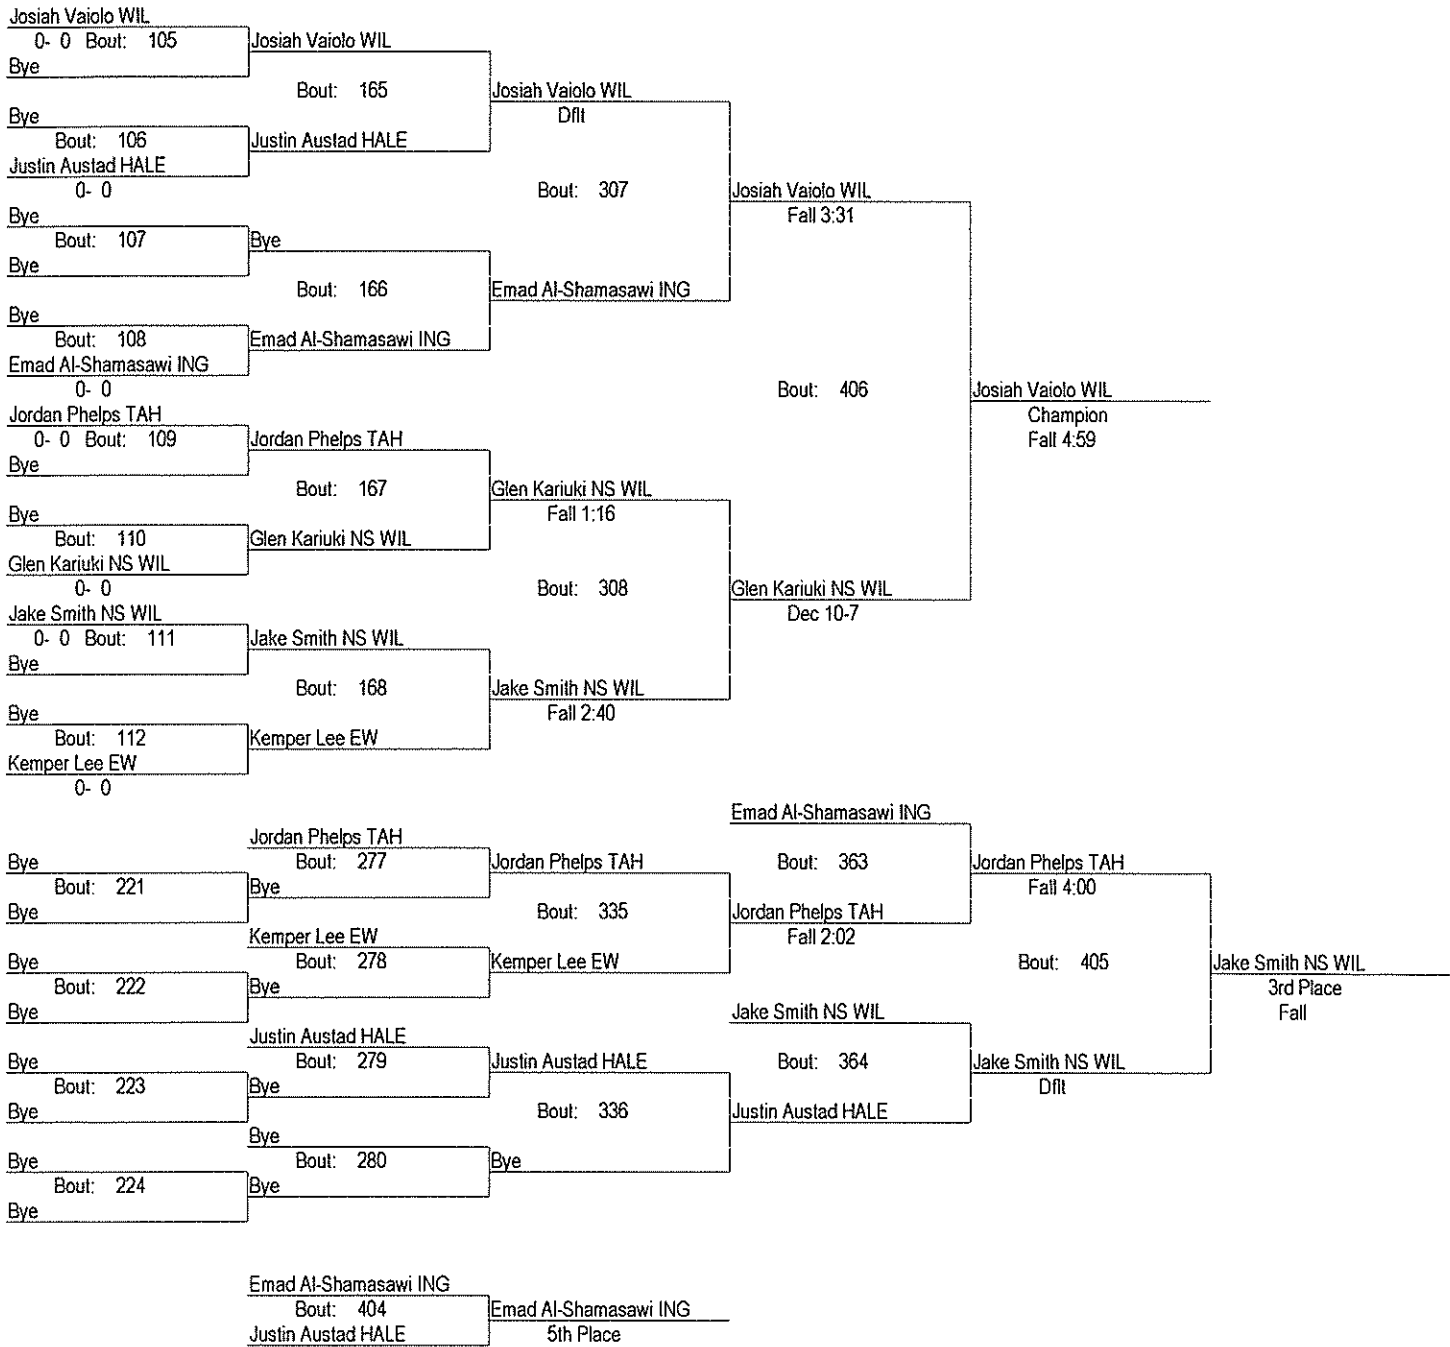 Josiah Vaiolo WIL
0- 0 Bout: 105
Bye
Josiah Vaiolo WIL
Bout: 165
Josiah Vaiolo WIL
Dflt
Bye
Bout: 106
Justin Austad HALE
Justin Austad HALE
0- 0
Bout: 307
Josiah Vaiolo WIL
Fall 3:31
Bye
Bout: 107
Bye
Bye
Bout: 166
Emad Al-Shamasawi ING
Bye
Bout: 108
Emad Al-Shamasawi ING
Emad Al-Shamasawi ING
0- 0
Bout: 406
Josiah Vaiolo WIL
Champion
Fall 4:59
Jordan Phelps TAH
0- 0 Bout: 109
Jordan Phelps TAH
Bye
Bout: 167
Glen Kariuki NS WIL
Fall 1:16
Bye
Bout: 110
Glen Kariuki NS WIL
Glen Kariuki NS WIL
0- 0
Bout: 308
Glen Kariuki NS WIL
Dec 10-7
Jake Smith NS WIL
0- 0 Bout: 111
Jake Smith NS WIL
Bye
Bout: 168
Jake Smith NS WIL
Fall 2:40
Bye
Bout: 112
Kemper Lee EW
Kemper Lee EW
0- 0
Emad Al-Shamasawi ING
Jordan Phelps TAH
Bye
Bout: 277
Jordan Phelps TAH
Bout: 363
Jordan Phelps TAH
Fall 4:00
Bout: 221
Bye
Bye
Bout: 335
Jordan Phelps TAH
Fall 2:02
Kemper Lee EW
Bye
Bout: 278
Kemper Lee EW
Bout: 405
Jake Smith NS WIL
3rd Place
Fall
Bout: 222
Bye
Bye
Jake Smith NS WIL
Justin Austad HALE
Bye
Bout: 279
Justin Austad HALE
Bout: 364
Jake Smith NS WIL
Dflt
Bout: 223
Bye
Bye
Bout: 336
Justin Austad HALE
Bye
Bye
Bout: 280
Bye
Bout: 224
Bye
Bye
Emad Al-Shamasawi ING
Bout: 404
Emad Al-Shamasawi ING
Justin Austad HALE
5th Place